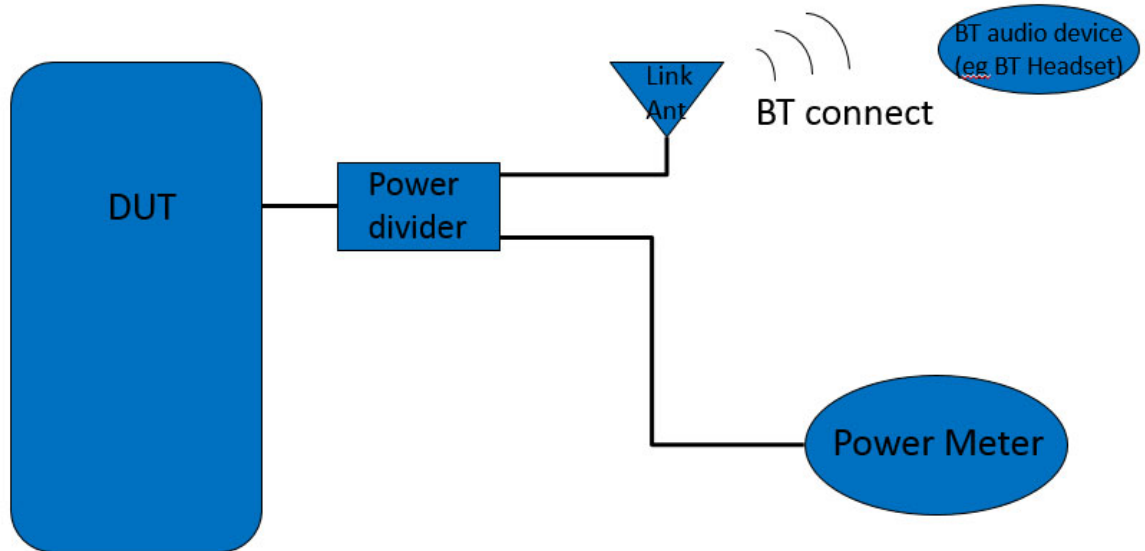 DUT
Power
divider
Link
Ant
BT connect
BT audio device
(eg BT Headset)
Power Meter